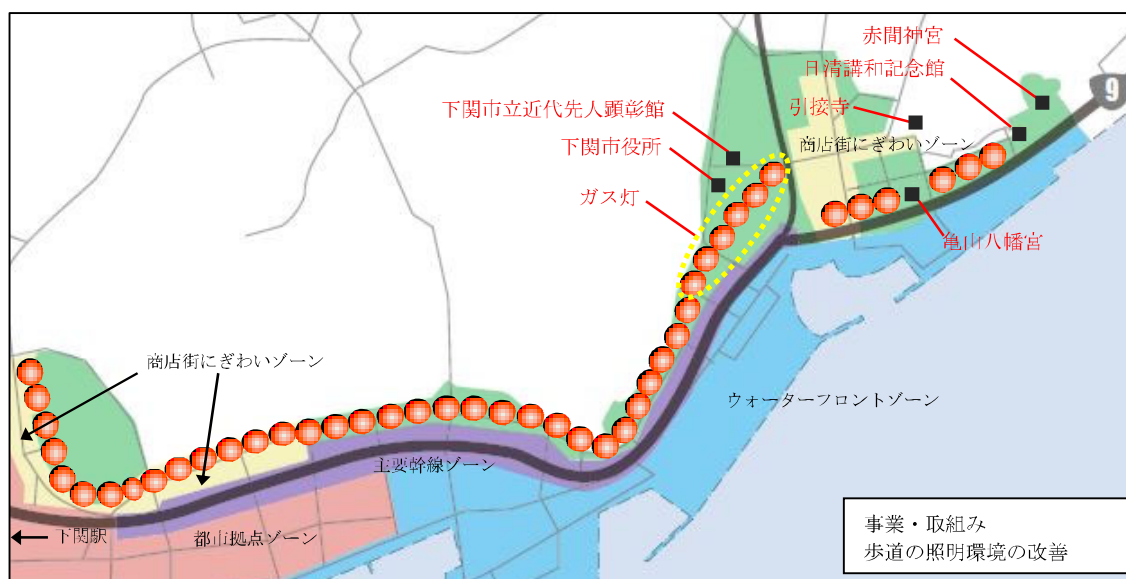 赤間神宮
日清講和記念館
9
引接寺
下関市立近代先人顕彰館
商店街にぎわいゾーン
下関市役所
ガス灯
亀山八幡宮
商店街にぎわいゾーン
ウォーターフロントゾーン
主要幹線ゾーン
下関駅
都市拠点ゾーン
事業・取組み
歩道の照明環境の改善